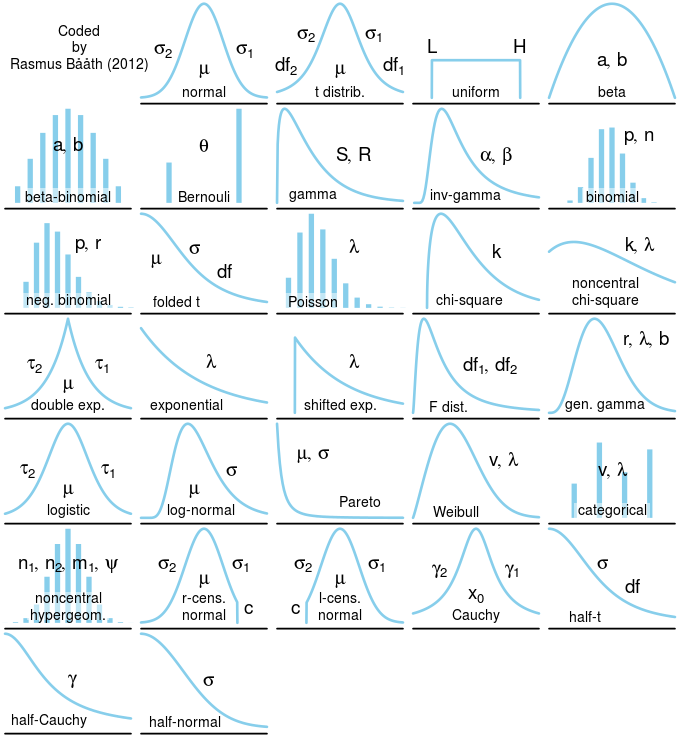 Coded
by
Rasmus Bååth (2012)
σ2 σ1
μ
normal
σ2 σ1
df2 μ df1
t distrib.
L H
uniform
a, b
beta
a, b
beta-binomial
θ
Bernouli
S, R
gamma
α, β
inv-gamma
p, n
binomial
p, r
neg. binomial
μ σ df
folded t
λ
Poisson
k
chi-square
k, λ
noncentral
chi-square
τ2 τ1
μ
double exp.
λ
exponential
λ
shifted exp.
df1, df2
F dist.
r, λ, b
gen. gamma
τ2 τ1
μ
logistic
σ
μ
log-normal
μ, σ
Pareto
v, λ
Weibull
v, λ
categorical
n1, n2, m1, ψ
noncentral
hypergeom.
σ2 σ1
μ
r-cens.
normal c
σ2 σ1
μ
l-cens.
c normal
γ2 γ1
x0
Cauchy
σ
df
half-t
γ
half-Cauchy
σ
half-normal